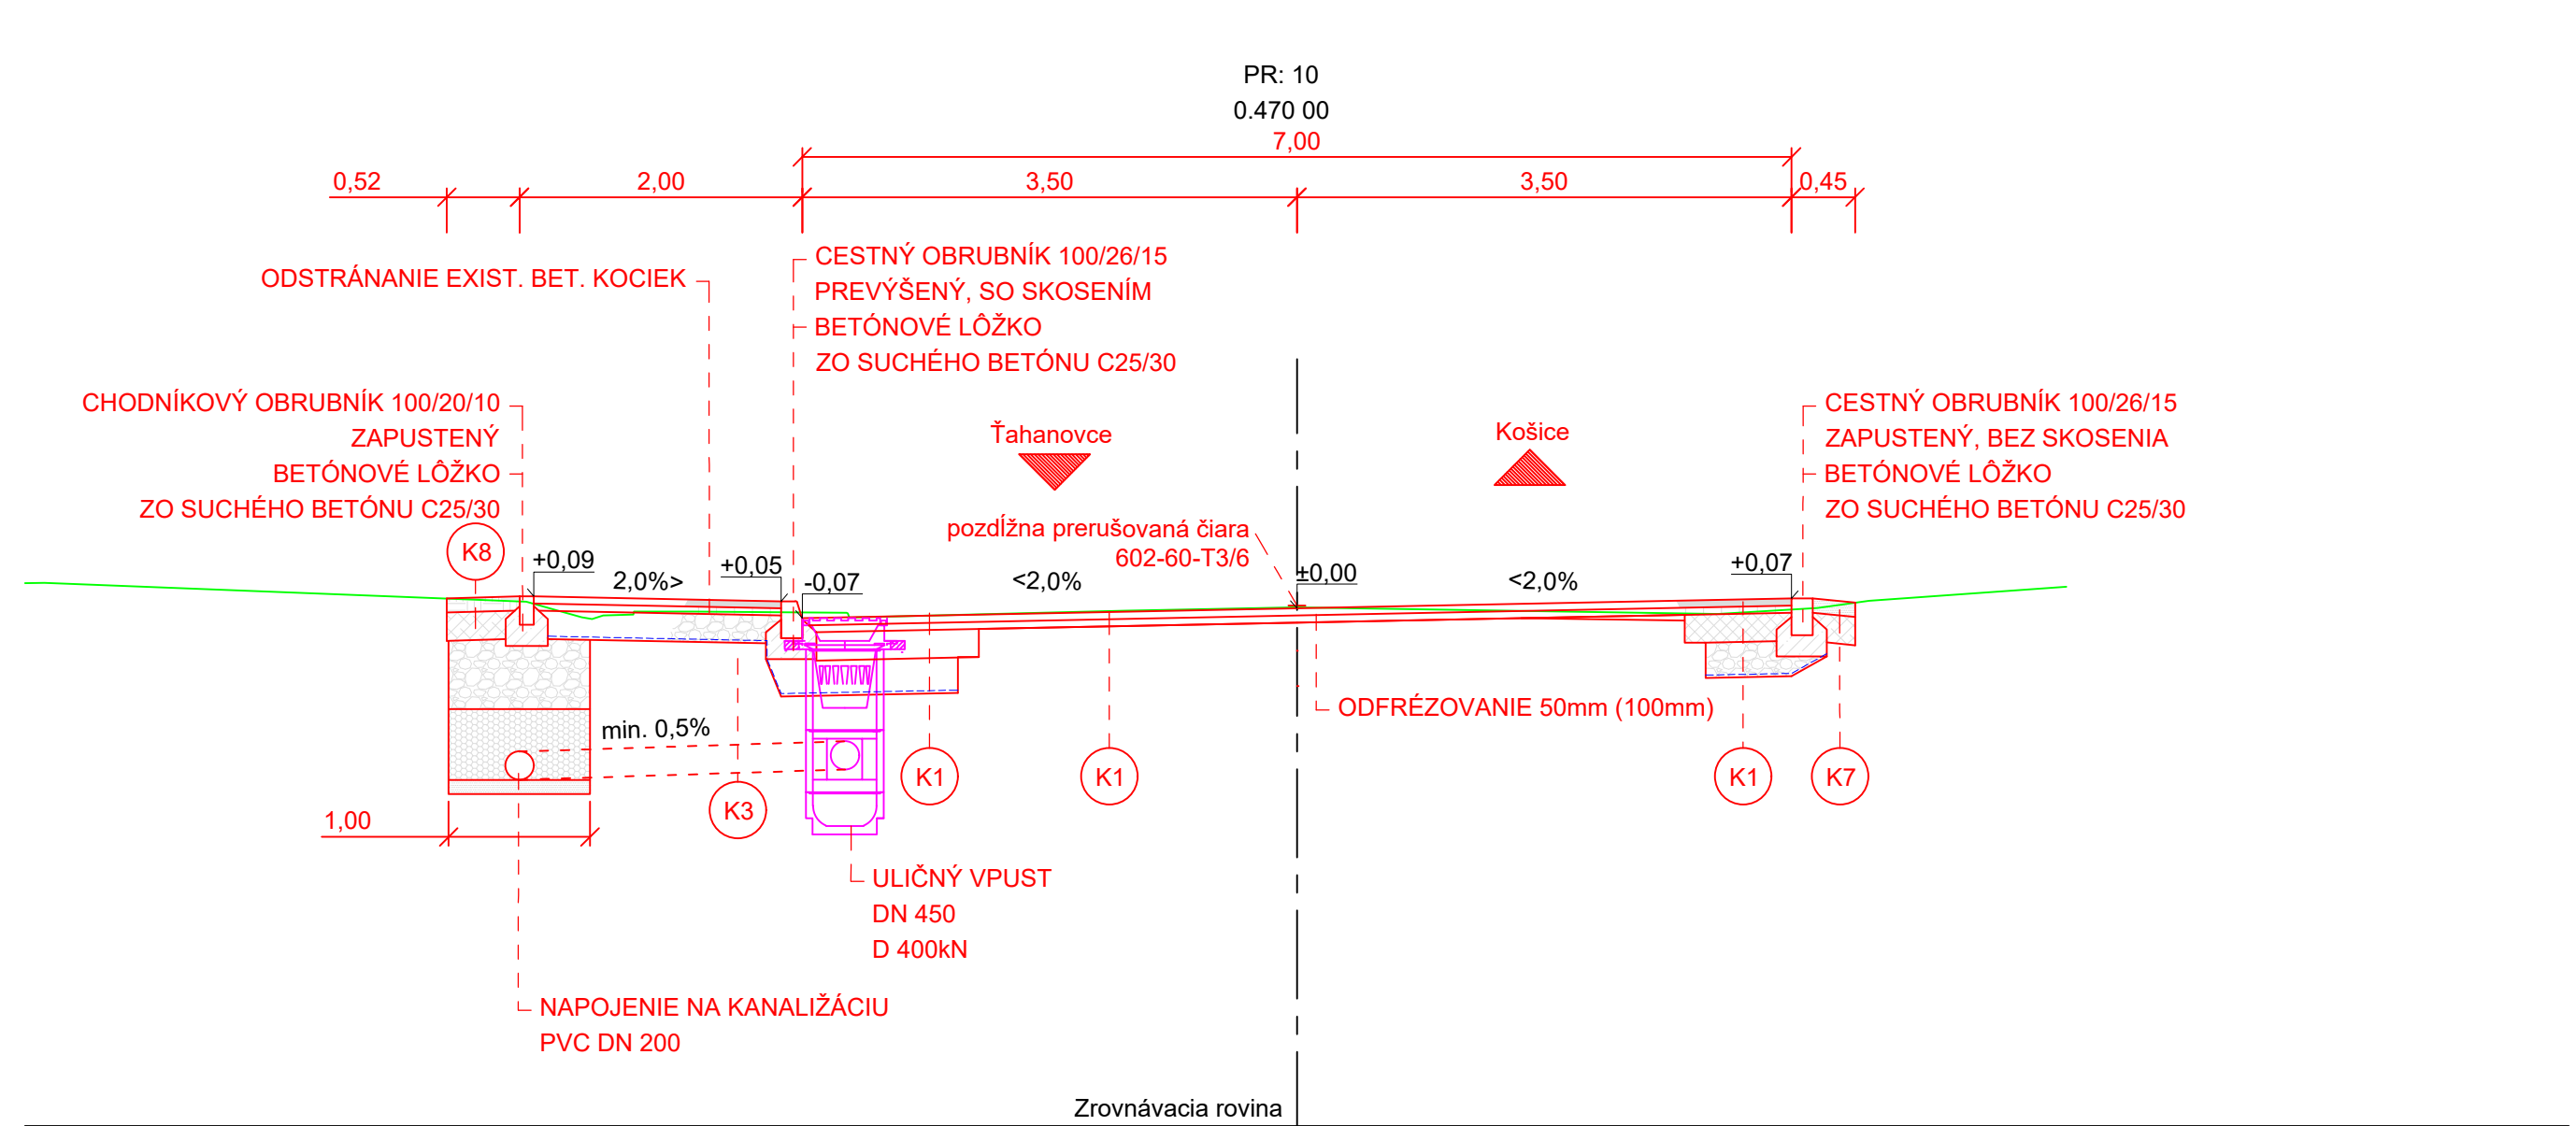 PR: 10
0.470 00
7,00
0,52
2,00
3,50
3,50
0,45
ODSTRÁNANIE EXIST. BET. KOCIEK
CESTNÝ OBRUBNÍK 100/26/15
PREVÝŠENÝ, SO SKOSENÍM
BETÓNOVÉ LÔŽKO
ZO SUCHÉHO BETÓNU C25/30
CHODNÍKOVÝ OBRUBNÍK 100/20/10
ZAPUSTENÝ
BETÓNOVÉ LÔŽKO
ZO SUCHÉHO BETÓNU C25/30
Ťahanovce
Košice
CESTNÝ OBRUBNÍK 100/26/15
ZAPUSTENÝ, BEZ SKOSENIA
BETÓNOVÉ LÔŽKO
ZO SUCHÉHO BETÓNU C25/30
pozdĺžna prerušovaná čiara
602-60-T3/6
K8
+0,09
2,0%>
+0,05
-0,07
<2,0%
±0,00
<2,0%
+0,07
ODFRÉZOVANIE 50mm (100mm)
min. 0,5%
K3
K1
K1
K1
K7
1,00
ULIČNÝ VPUST
DN 450
D 400kN
NAPOJENIE NA KANALIŽÁCIU
PVC DN 200
Zrovnávacia rovina